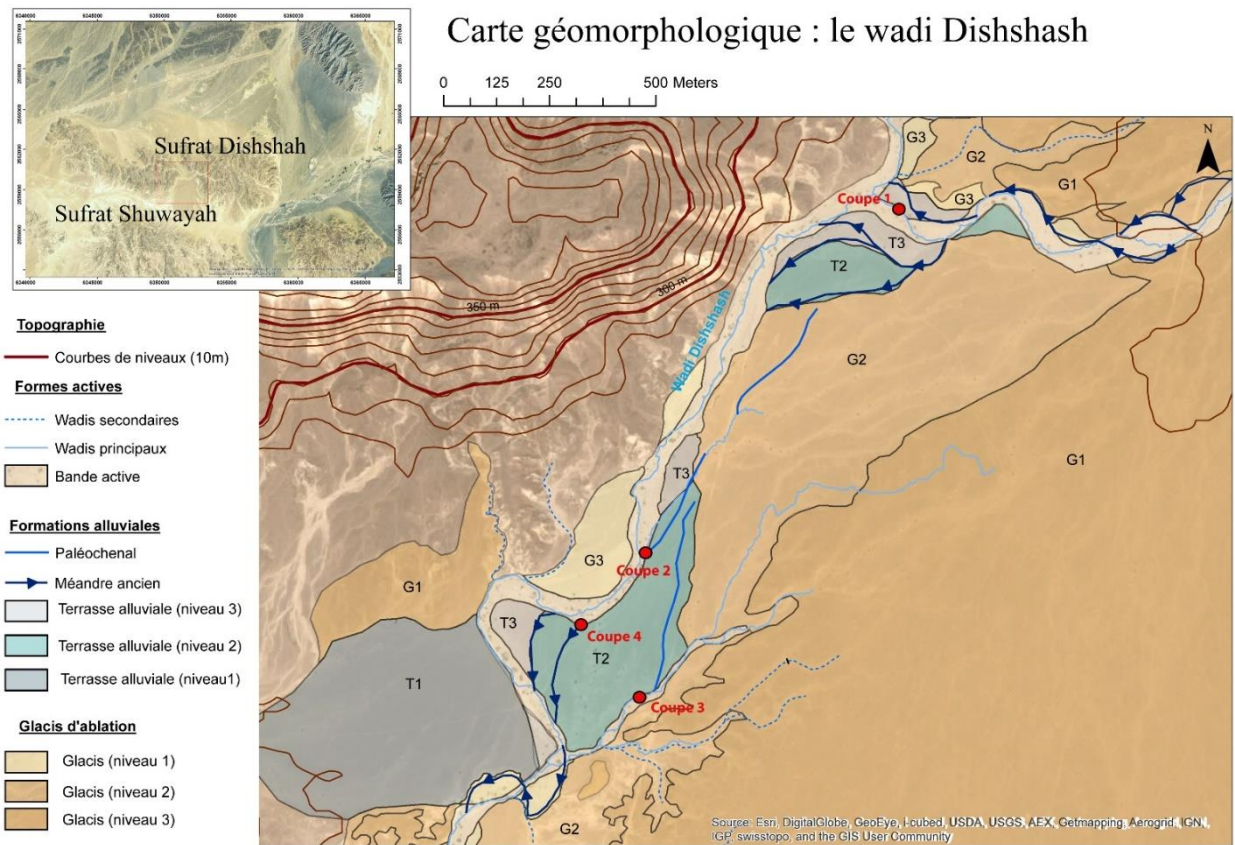 Carte géomorphologique : le wadi Dishshash
0 125 250 500 Meters
Sufrat Dishshah
Sufrat Shuwayah
N
G3
G2
G1
G3
Coupe 1
T3
T2
350 m
300 m
Wadi Dishshash
G2
G1
T3
G3
Coupe 2
G1
T3
Coupe 4
T2
T1
Coupe 3
G2
Topographie
Courbes de niveaux (10m)
Formes actives
Wadis secondaires
Wadis principaux
Bande active
Formations alluviales
Paléochenal
Méandre ancien
Terrasse alluviale (niveau 3)
Terrasse alluviale (niveau 2)
Terrasse alluviale (niveau1)
Glacis d'ablation
Glacis (niveau 1)
Glacis (niveau 2)
Glacis (niveau 3)
Source: Esri, DigitalGlobe, GeoEye, i-cubed, USDA, USGS, AEX, Getmapping, Aerogrid, IGN,
IGP, swisstopo, and the GIS User Community